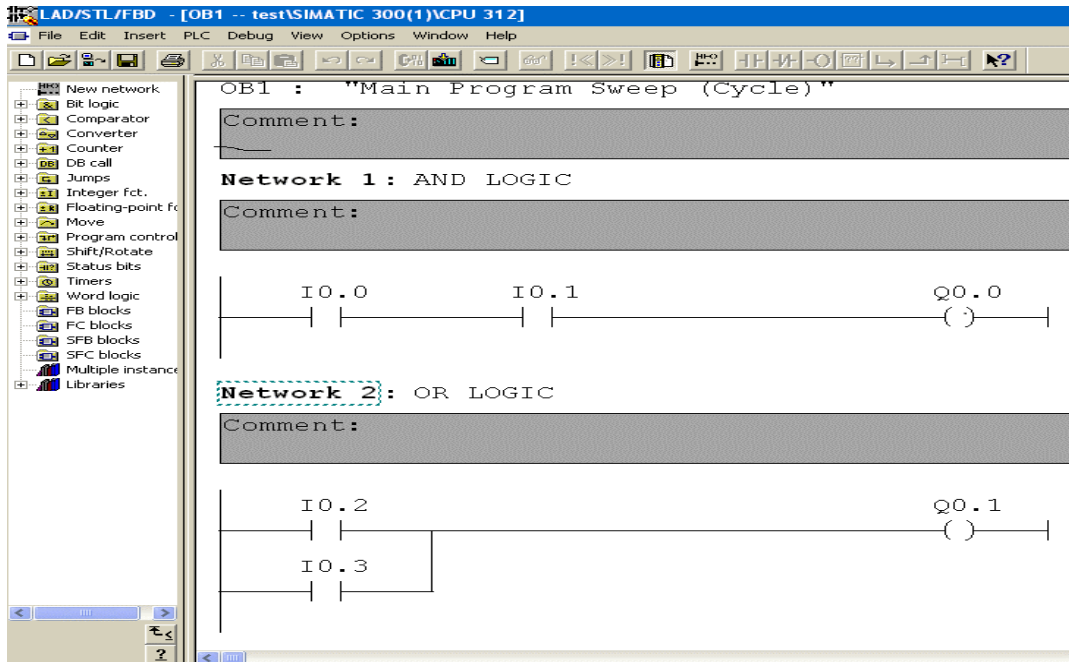 LAD/STL/FBD - [OB1 -- test\SIMATIC 300(1)\CPU 312]
File Edit Insert PLC Debug View Options Window Help
New network
Bit logic
Comparator
Converter
Counter
DB call
Jumps
Integer fct.
Floating-point fc
Move
Program control
Shift/Rotate
Status bits
Timers
Word logic
FB blocks
FC blocks
SFB blocks
SFC blocks
Multiple instance
Libraries
OB1 : "Main Program Sweep (Cycle)"
Comment:
Network 1: AND LOGIC
Comment:
I0.0 I0.1 Q0.0
Network 2: OR LOGIC
Comment:
I0.2 Q0.1
I0.3